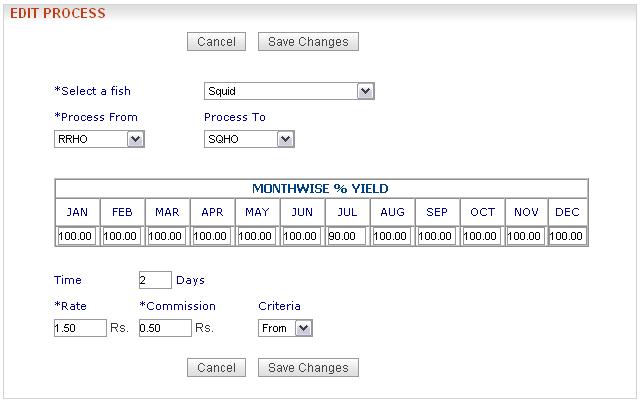 EDIT PROCESS
Cancel Save Changes
*Select a fish Squid
*Process From Process To
RRHO SQHO
MONTHWISE % YIELD
JAN FEB MAR APR MAY JUN JUL AUG SEP OCT NOV DEC
100.00 100.00 100.00 100.00 100.00 100.00 90.00 100.00 100.00 100.00 100.00 100.00
Time 2 Days
*Rate *Commission Criteria
1.50 Rs. 0.50 Rs. From
Cancel Save Changes